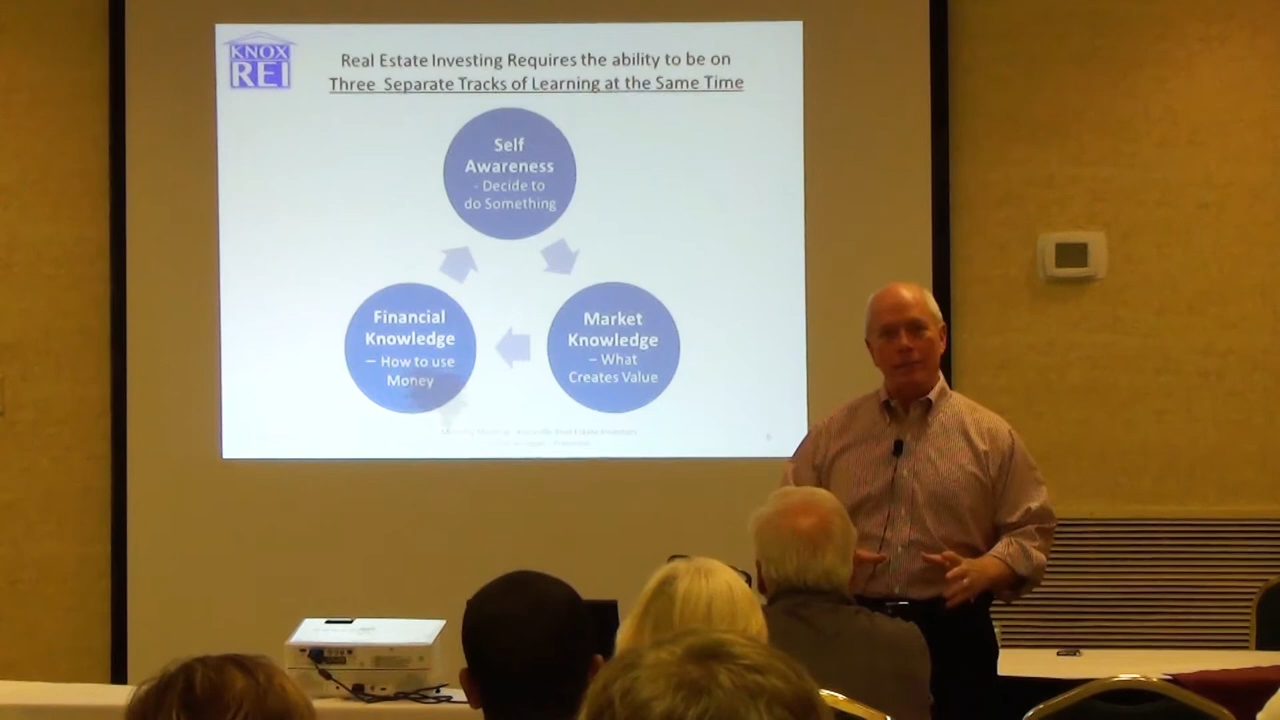 KNOX
REI
Real Estate Investing Requires the ability to be on
Three Separate Tracks of Learning at the Same Time
Self
Awareness
- Decide to
do Something
Financial
Knowledge
– How to use
Money
Market
Knowledge
– What
Creates Value